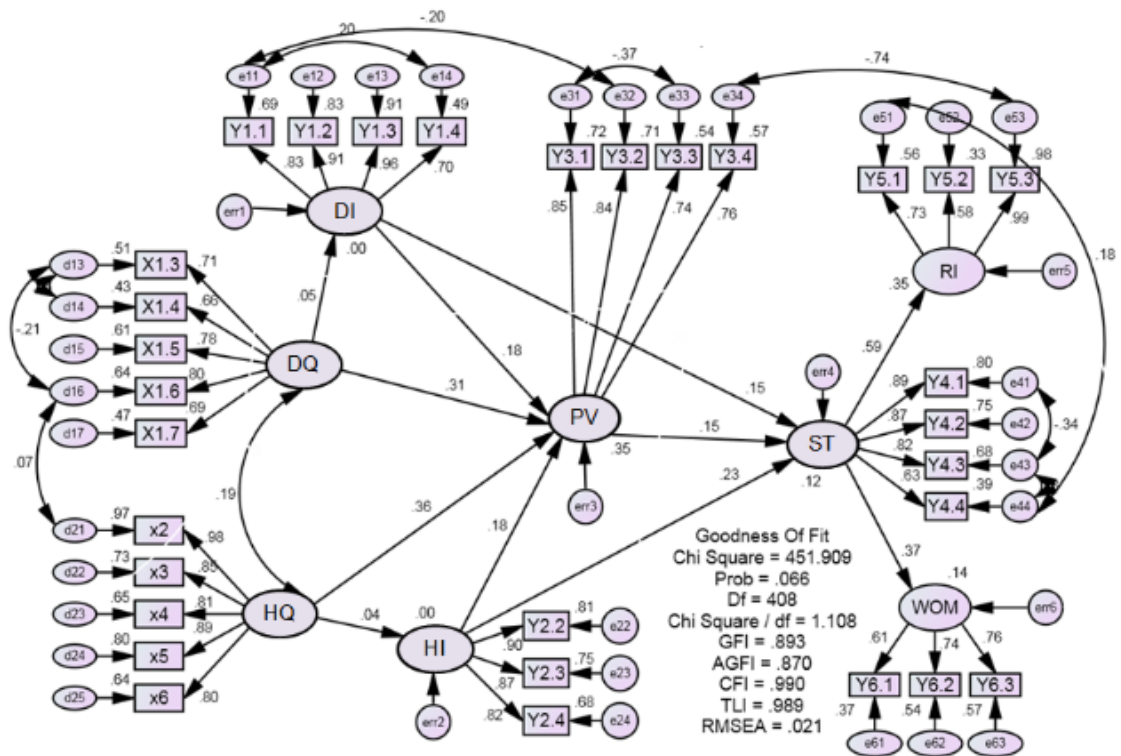 -.20
.20
-.37
-.74
e11 e12 e13 e14
e31 e32 e33 e34
e51 e52 e53
.69 .83 .91 .49
Y1.1 Y1.2 Y1.3 Y1.4
.83 .91 .96 .70
.72 .71 .54 .57
Y3.1 Y3.2 Y3.3 Y3.4
.85 .84 .74 .76
.56 .33 .98
Y5.1 Y5.2 Y5.3
.73 .58 .99
.18
err1
DI
.00
RI
err5
.35
d13 .51 X1.3 .71
d14 .43 X1.4 .66
-.21
d15 .61 X1.5 .78
d16 .64 X1.6 .80
d17 .47 X1.7 .69
.05
DQ
.18
.31
.15
.59
err4
PV
.35
.15
ST
.12
err3
.89 Y4.1 .80 e41
.87 Y4.2 .75 e42
-.34
.82 Y4.3 .68 e43
.63 Y4.4 .39 e44
.07
.19
.36
.18
.23
.37
d21 .97 x2 .98
d22 .73 x3 .85
d23 .65 x4 .81
d24 .80 x5 .89
d25 .64 x6 .80
HQ
.04
.00
HI
err2
.90 Y2.2 .81 e22
.87 Y2.3 .75 e23
.82 Y2.4 .68 e24
Goodness Of Fit
Chi Square = 451.909
Prob = .066
Df = 408
Chi Square / df = 1.108
GFI = .893
AGFI = .870
CFI = .990
TLI = .989
RMSEA = .021
.14
WOM
err6
.61 .74 .76
Y6.1 Y6.2 Y6.3
.37 .54 .57
e61 e62 e63